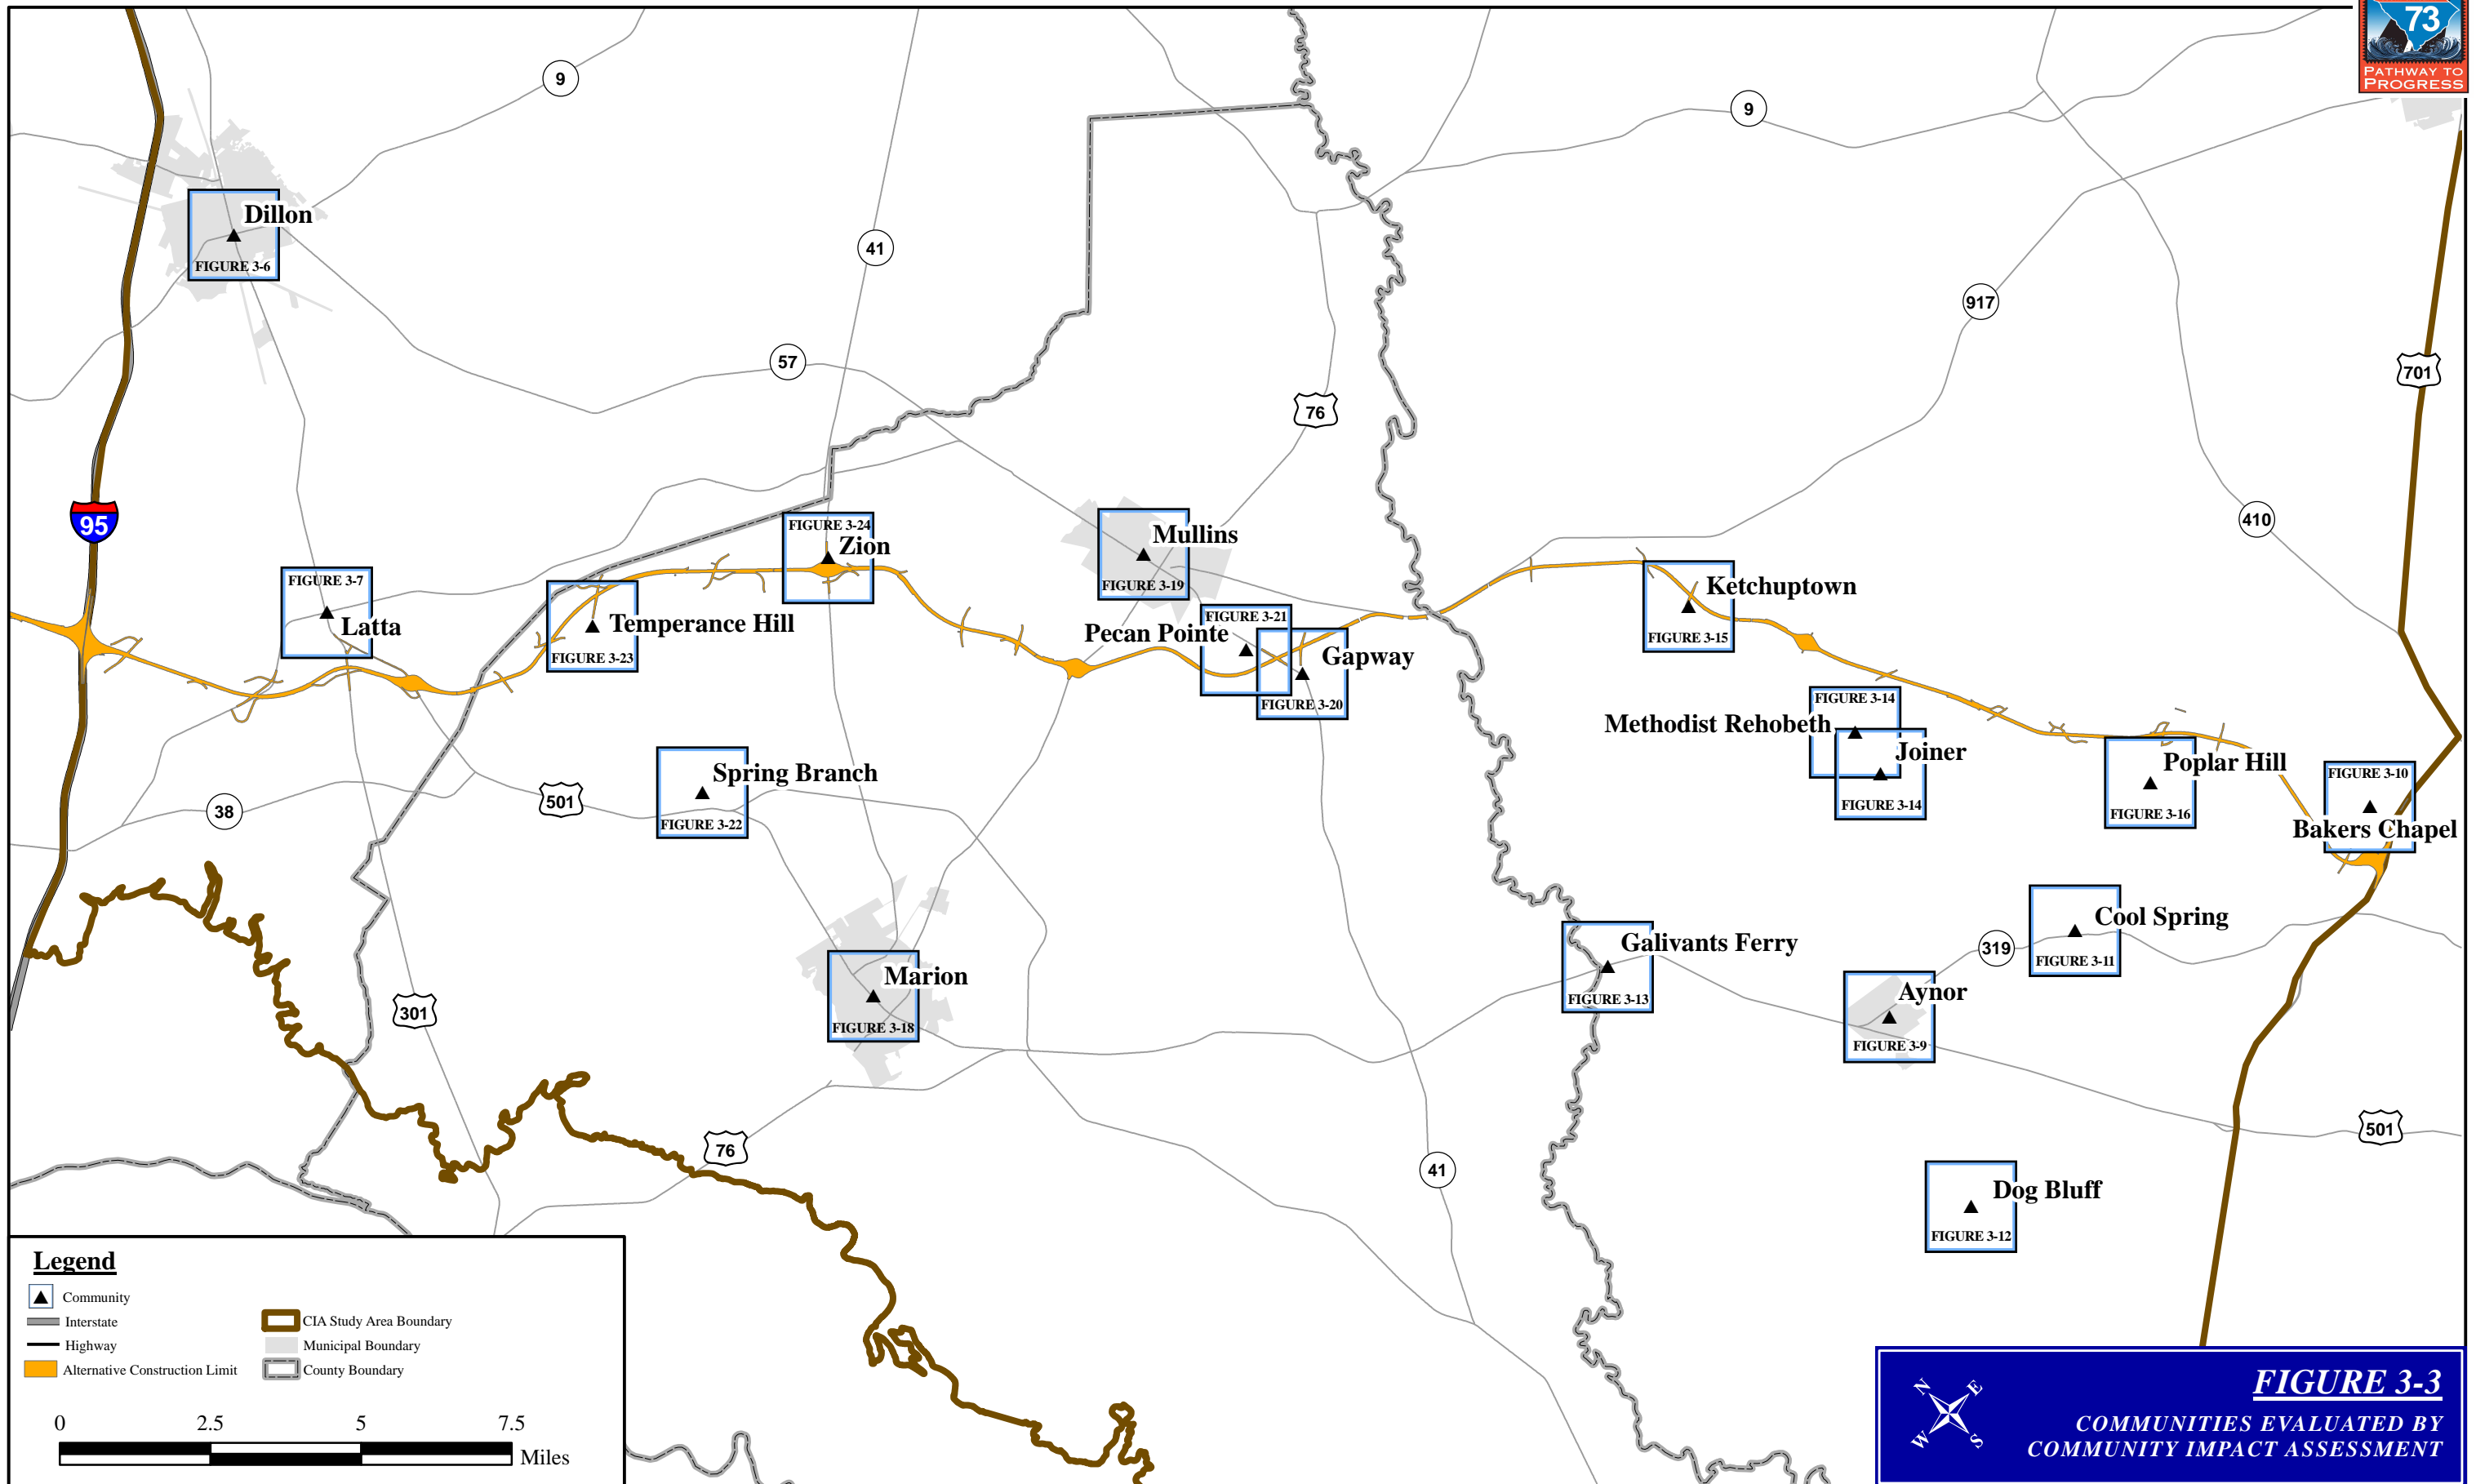 73
PATHWAY TO
PROGRESS
9
9
Dillon
FIGURE 3-6
41
917
57
701
76
95
410
FIGURE 3-24
Zion
Mullins
FIGURE 3-19
FIGURE 3-7
Latta
Temperance Hill
FIGURE 3-23
Ketchuptown
FIGURE 3-15
FIGURE 3-21
Pecan Pointe
Gapway
FIGURE 3-20
FIGURE 3-14
Methodist Rehobeth
Joiner
FIGURE 3-14
Poplar Hill
FIGURE 3-16
FIGURE 3-10
Bakers Chapel
Spring Branch
FIGURE 3-22
501
38
Cool Spring
FIGURE 3-11
319
Galivants Ferry
FIGURE 3-13
Marion
FIGURE 3-18
Aynor
FIGURE 3-9
301
501
76
41
Dog Bluff
FIGURE 3-12
Legend
Community
Interstate
Highway
Alternative Construction Limit
CIA Study Area Boundary
Municipal Boundary
County Boundary
0 2.5 5 7.5
Miles
N E
W S
FIGURE 3-3
COMMUNITIES EVALUATED BY
COMMUNITY IMPACT ASSESSMENT